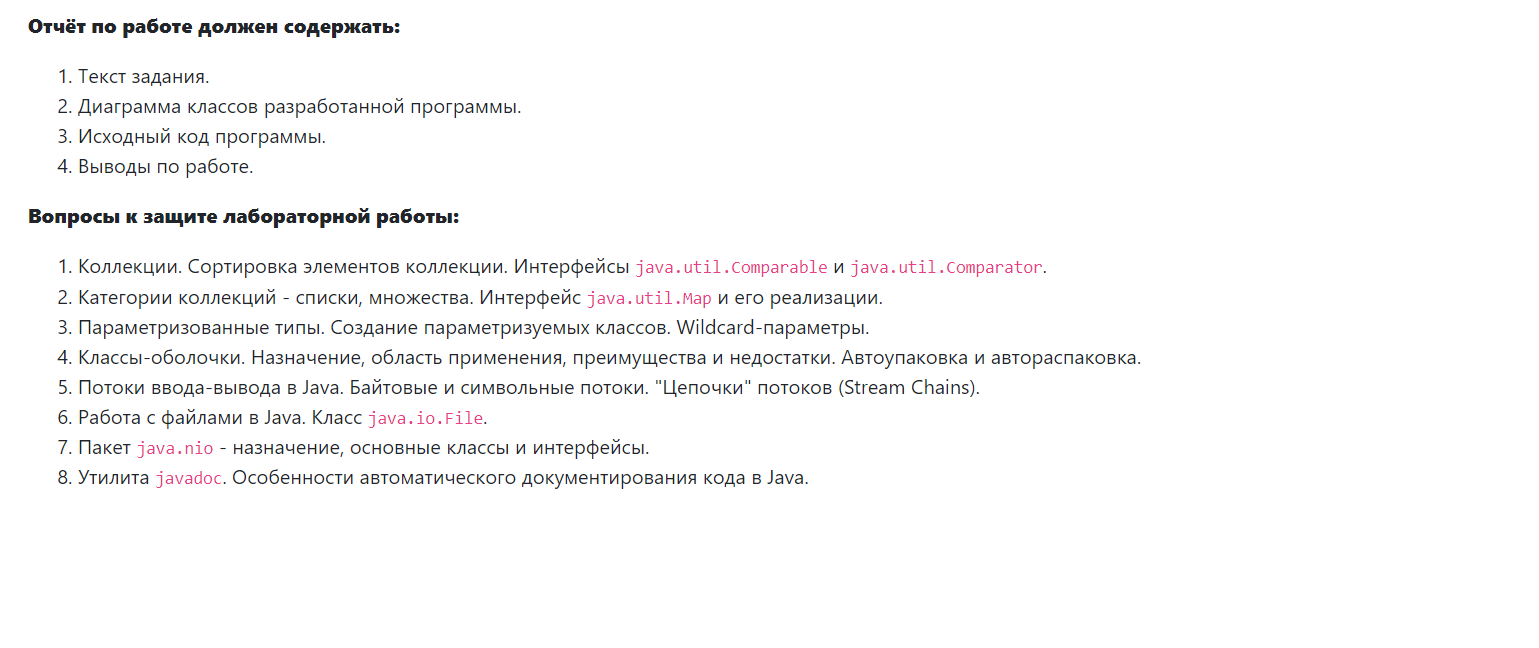 Отчёт по работе должен содержать:
1. Текст задания.
2. Диаграмма классов разработанной программы.
3. Исходный код программы.
4. Выводы по работе.
Вопросы к защите лабораторной работы:
1. Коллекции. Сортировка элементов коллекции. Интерфейсы java.util.Comparable и java.util.Comparator.
2. Категории коллекций - списки, множества. Интерфейс java.util.Map и его реализации.
3. Параметризованные типы. Создание параметризуемых классов. Wildcard-параметры.
4. Классы-оболочки. Назначение, область применения, преимущества и недостатки. Автоупаковка и автораспаковка.
5. Потоки ввода-вывода в Java. Байтовые и символьные потоки. "Цепочки" потоков (Stream Chains).
6. Работа с файлами в Java. Класс java.io.File.
7. Пакет java.nio - назначение, основные классы и интерфейсы.
8. Утилита javadoc. Особенности автоматического документирования кода в Java.